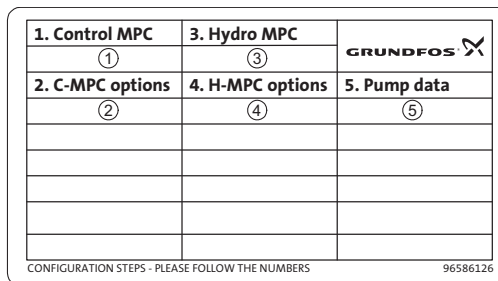 1. Control MPC 3. Hydro MPC
GRUNDFOS
1 3
2. C-MPC options 4. H-MPC options 5. Pump data
2 4 5
CONFIGURATION STEPS - PLEASE FOLLOW THE NUMBERS 96586126